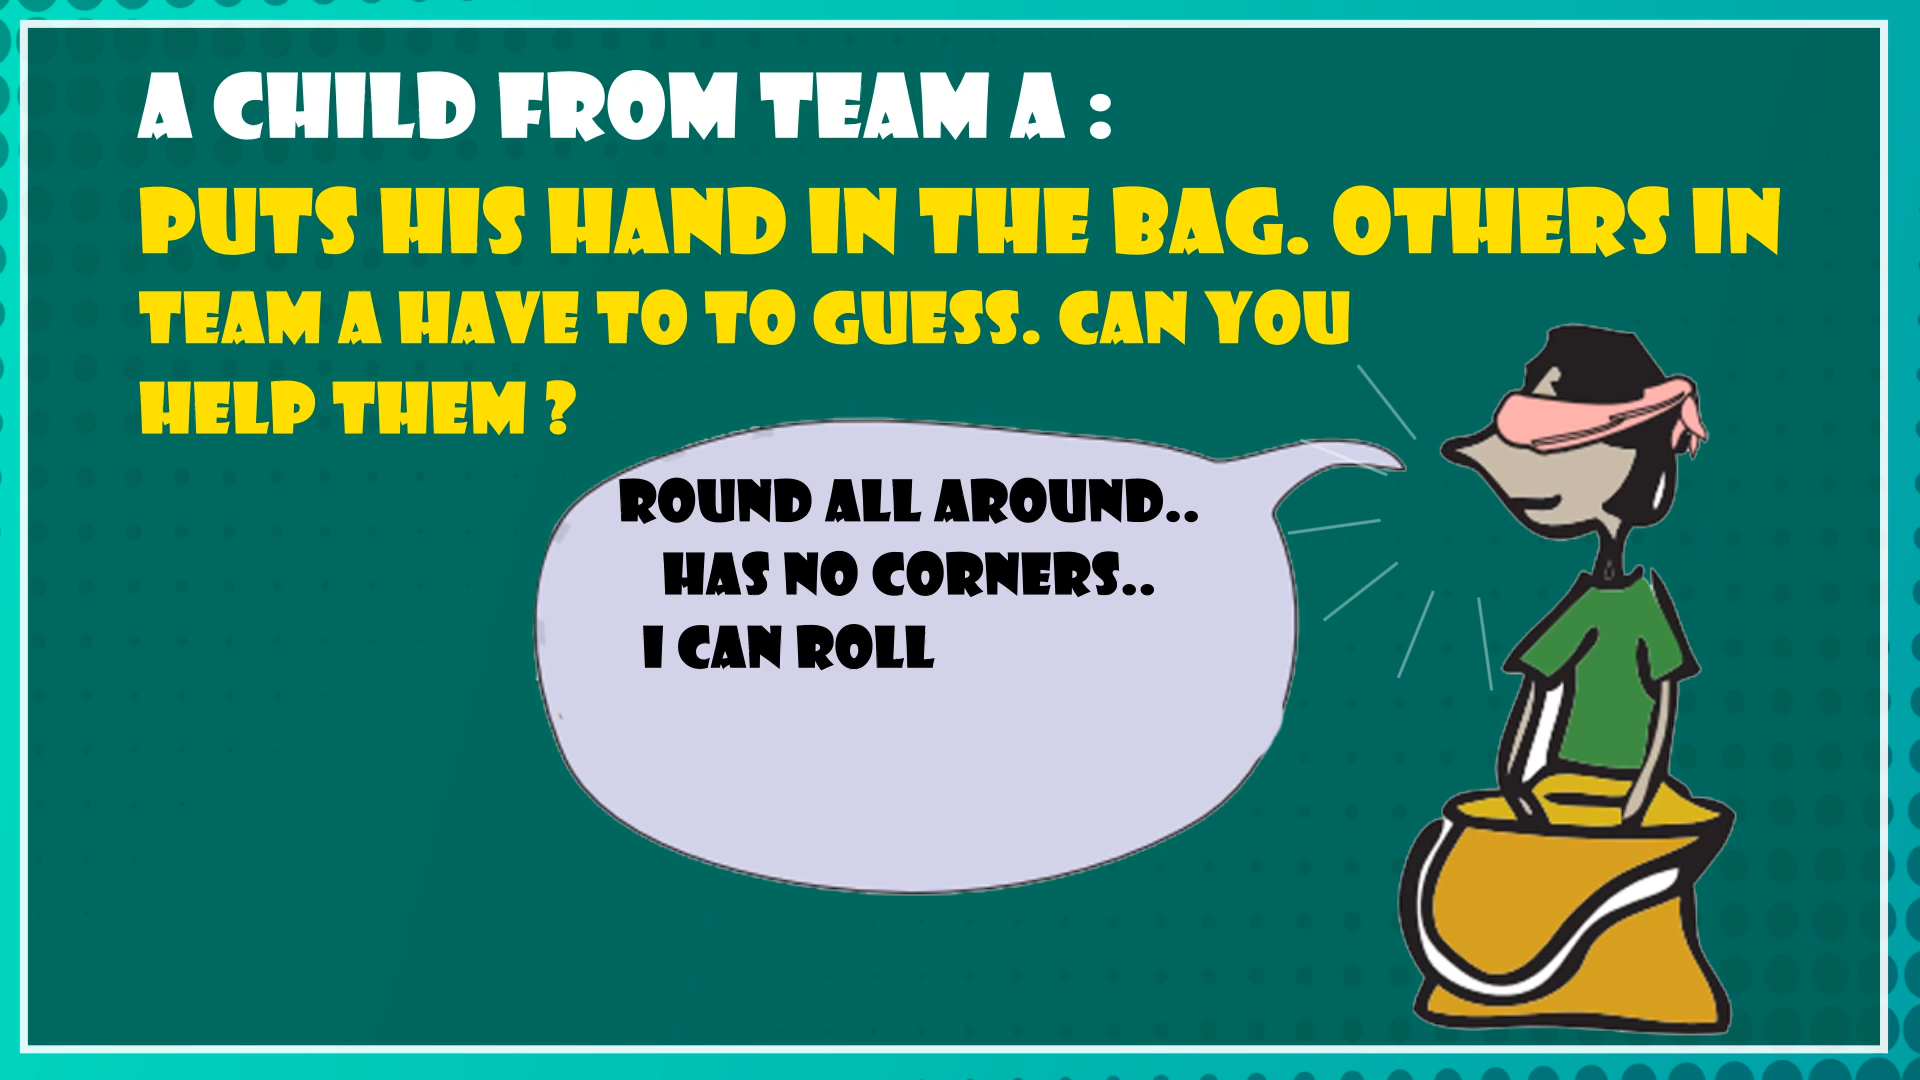 A CHILD FROM TEAM A :
PUTS HIS HAND IN THE BAG. OTHERS IN
TEAM A HAVE TO TO GUESS. CAN YOU
HELP THEM ?
ROUND ALL AROUND..
HAS NO CORNERS..
I CAN ROLL